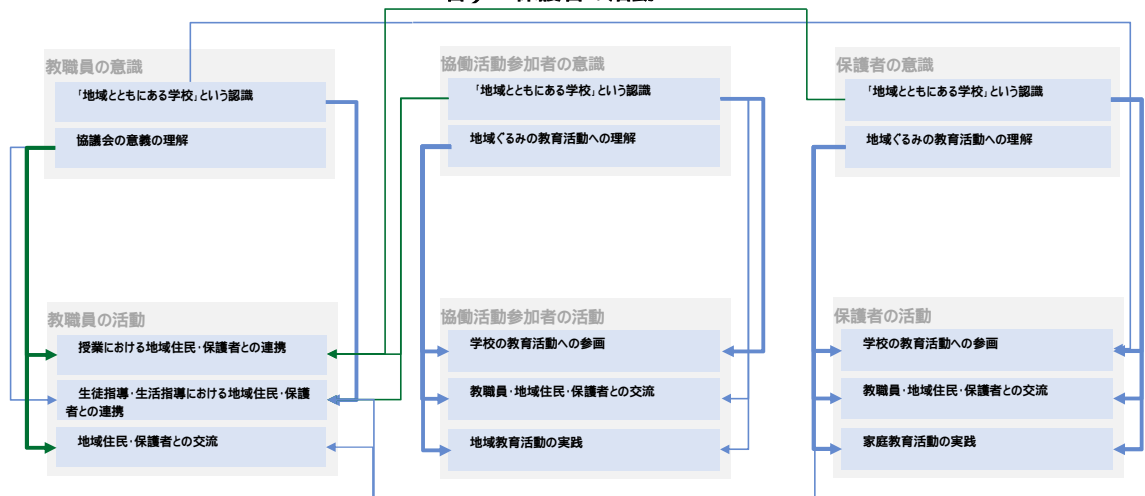 教職員の意識
「地域とともにある学校」という認識
協議会の意義の理解
協働活動参加者の意識
「地域とともにある学校」という認識
地域ぐるみの教育活動への理解
保護者の意識
「地域とともにある学校」という認識
地域ぐるみの教育活動への理解
教職員の活動
授業における地域住民・保護者との連携
生徒指導・生活指導における地域住民・保護
者との連携
地域住民・保護者との交流
協働活動参加者の活動
学校の教育活動への参画
教職員・地域住民・保護者との交流
地域教育活動の実践
保護者の活動
学校の教育活動への参画
教職員・地域住民・保護者との交流
家庭教育活動の実践